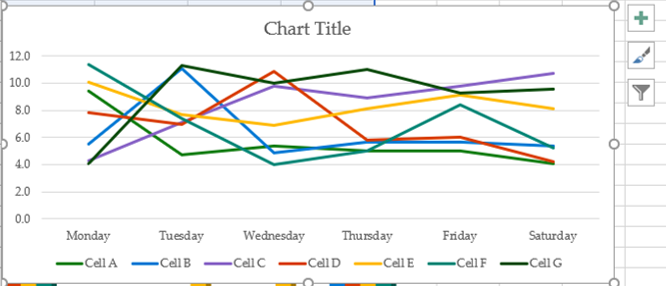 Chart Title
12.0
10.0
8.0
6.0
4.0
2.0
0.0
Monday Tuesday Wednesday Thursday Friday Saturday
Cell A Cell B Cell C Cell D Cell E Cell F Cell G